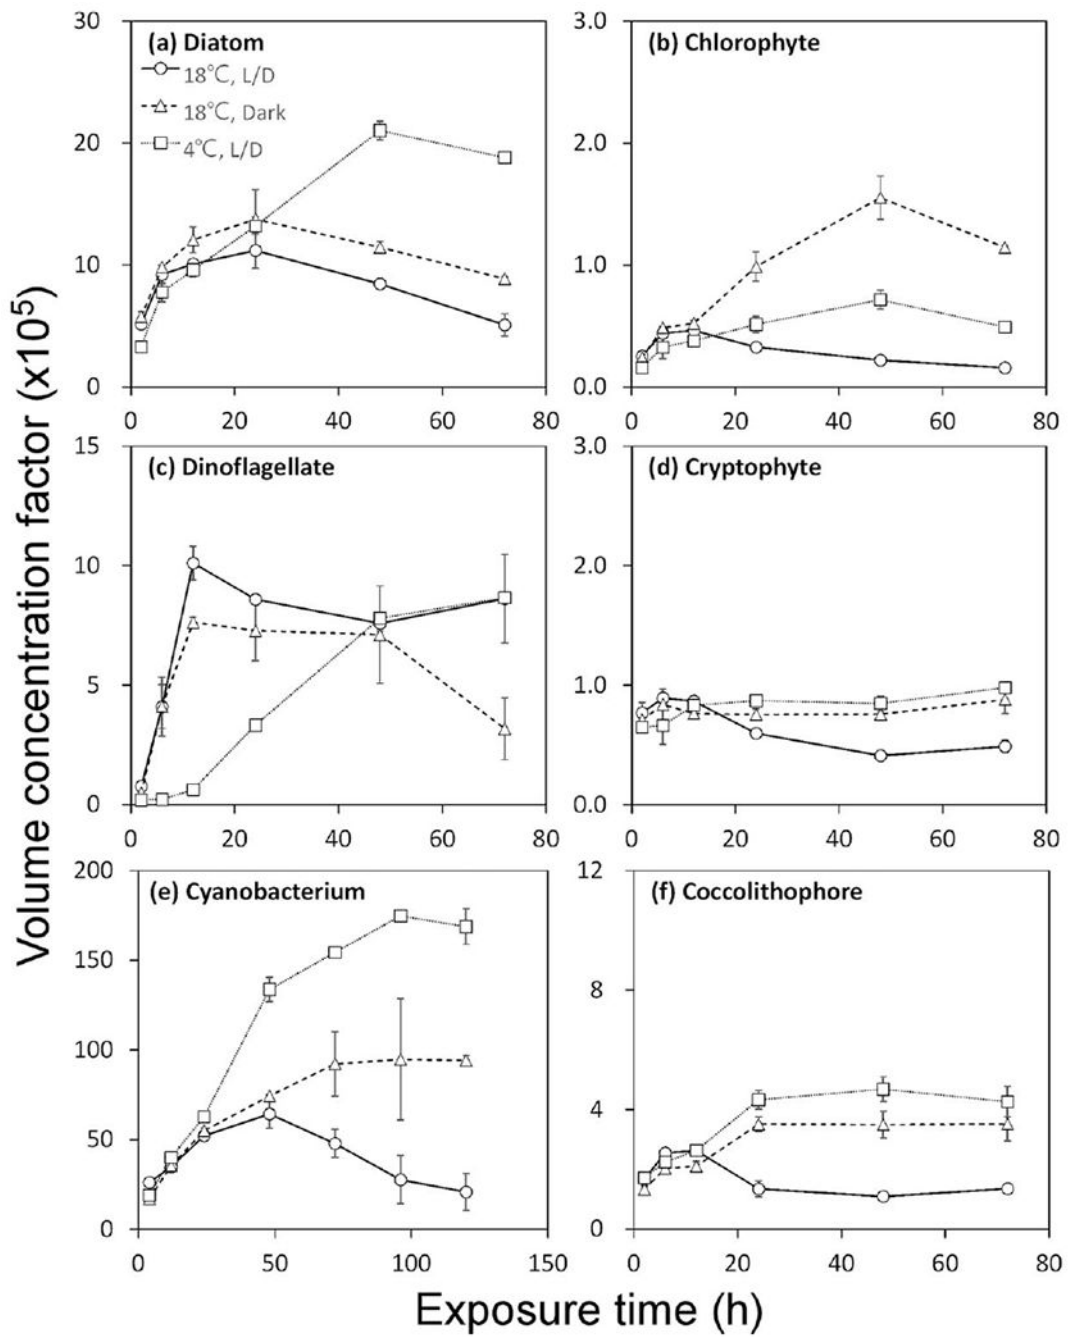 Volume concentration factor (x10⁵)
30
20
10
0
(a) Diatom
18℃, L/D
18℃, Dark
4℃, L/D
0 20 40 60 80
3.0
2.0
1.0
0.0
(b) Chlorophyte
0 20 40 60 80
15
10
5
0
(c) Dinoflagellate
0 20 40 60 80
3.0
2.0
1.0
0.0
(d) Cryptophyte
0 20 40 60 80
200
150
100
50
0
(e) Cyanobacterium
0 50 100 150
12
8
4
0
(f) Coccolithophore
0 20 40 60 80
Exposure time (h)